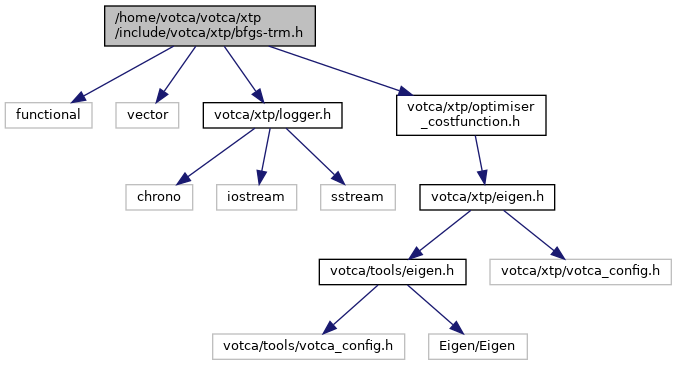 /home/votca/votca/xtp
/include/votca/xtp/bfgs-trm.h
functional
vector
votca/xtp/logger.h
votca/xtp/optimiser
_costfunction.h
chrono
iostream
sstream
votca/xtp/eigen.h
votca/tools/eigen.h
votca/xtp/votca_config.h
votca/tools/votca_config.h
Eigen/Eigen